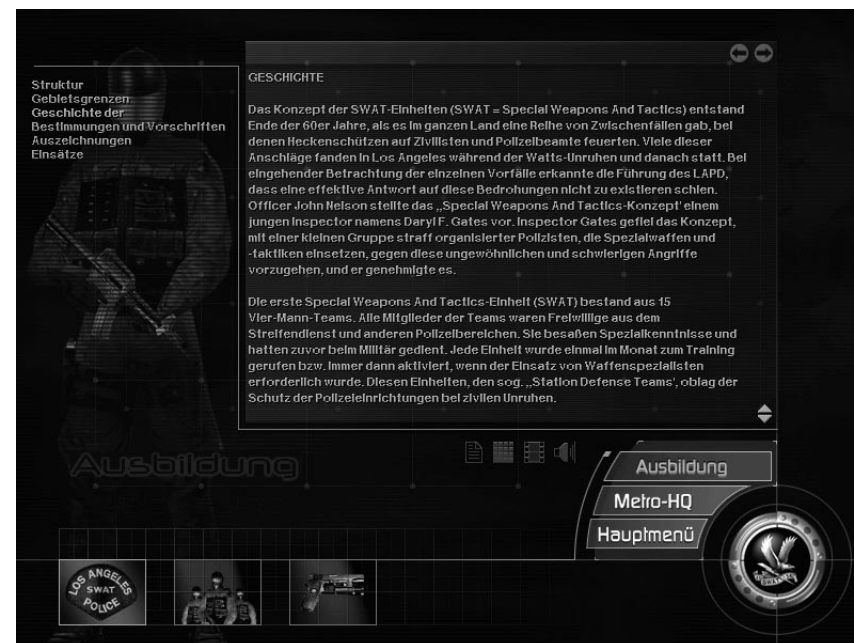 Struktur
Gebietsgrenzen
Geschichte der
Bestimmungen und Vorschriften
Auszeichnungen
Einsätze
GESCHICHTE
Das Konzept der SWAT-Einheiten (SWAT = Special Weapons And Tactics) entstand
Ende der 60er Jahre, als es im ganzen Land eine Reihe von Zwischenfällen gab, bei
denen Heckenschützen auf Zivilisten und Polizeibeamte feuerten. Viele dieser
Anschläge fanden in Los Angeles während der Watts-Unruhen und danach statt. Bei
eingehender Betrachtung der einzelnen Vorfälle erkannte die Führung des LAPD,
dass eine effektive Antwort auf diese Bedrohungen nicht zu existieren schien.
Officer John Nelson stellte das „Special Weapons And Tactics-Konzept' einem
jungen Inspector namens Daryl F. Gates vor. Inspector Gates gefiel das Konzept,
mit einer kleinen Gruppe straff organisierter Polizisten, die Spezialwaffen und
-taktiken einsetzen, gegen diese ungewöhnlichen und schwierigen Angriffe
vorzugehen, und er genehmigte es.
Die erste Special Weapons And Tactics-Einheit (SWAT) bestand aus 15
Vier-Mann-Teams. Alle Mitglieder der Teams waren Freiwillige aus dem
Streifendienst und anderen Polizeibereichen. Sie besaßen Spezialkenntnisse und
hatten zuvor beim Militär gedient. Jede Einheit wurde einmal im Monat zum Training
gerufen bzw. immer dann aktiviert, wenn der Einsatz von Waffenspezialisten
erforderlich wurde. Diesen Einheiten, den sog. „Station Defense Teams', oblag der
Schutz der Polizeieinrichtungen bei zivilen Unruhen.
Ausbildung
Ausbildung
Metro-HQ
Hauptmenü
LOS ANGELES
SWAT
POLICE